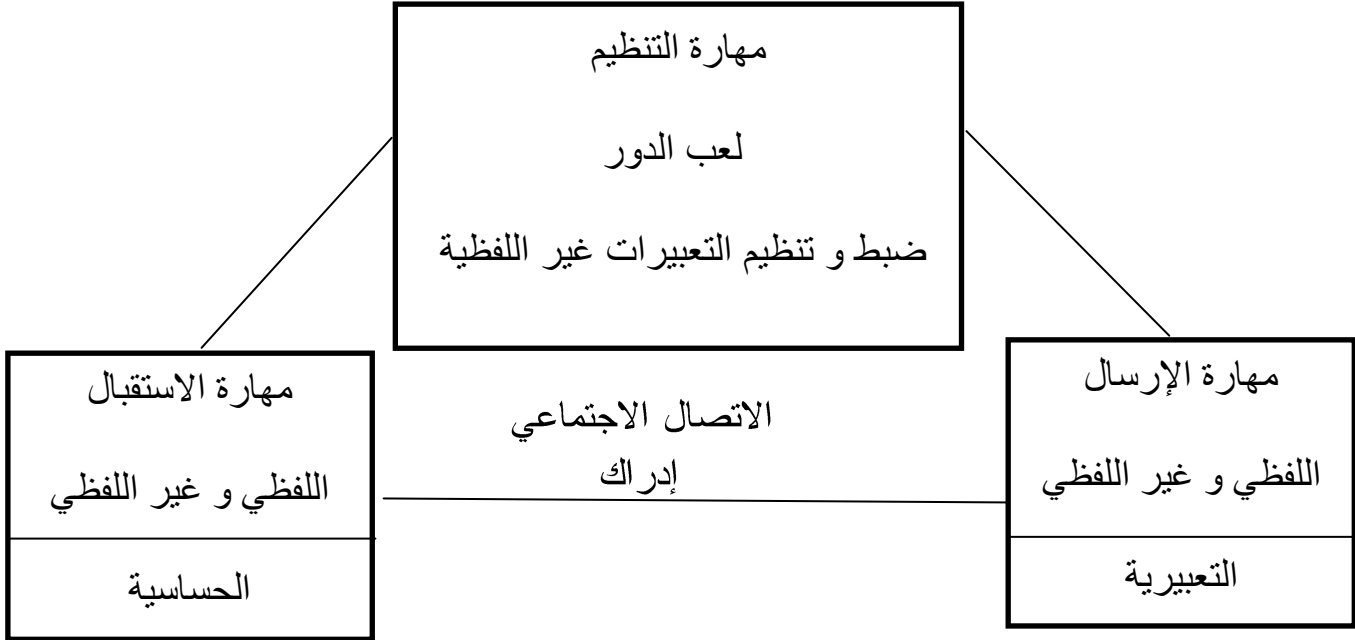 مهارة التنظيم
لعب الدور
ضبط و تنظيم التعبيرات غير اللفظية
مهارة الإرسال
اللفظي و غير اللفظي
التعبيرية
الاتصال الاجتماعي
إدراك
مهارة الاستقبال
اللفظي و غير اللفظي
الحساسية